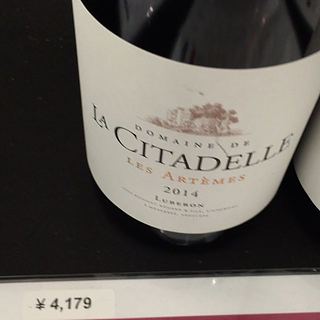 DOMAINE DE
LA CITADELLE
LES ARTÈMES
2014
LUBERON
¥ 4,179